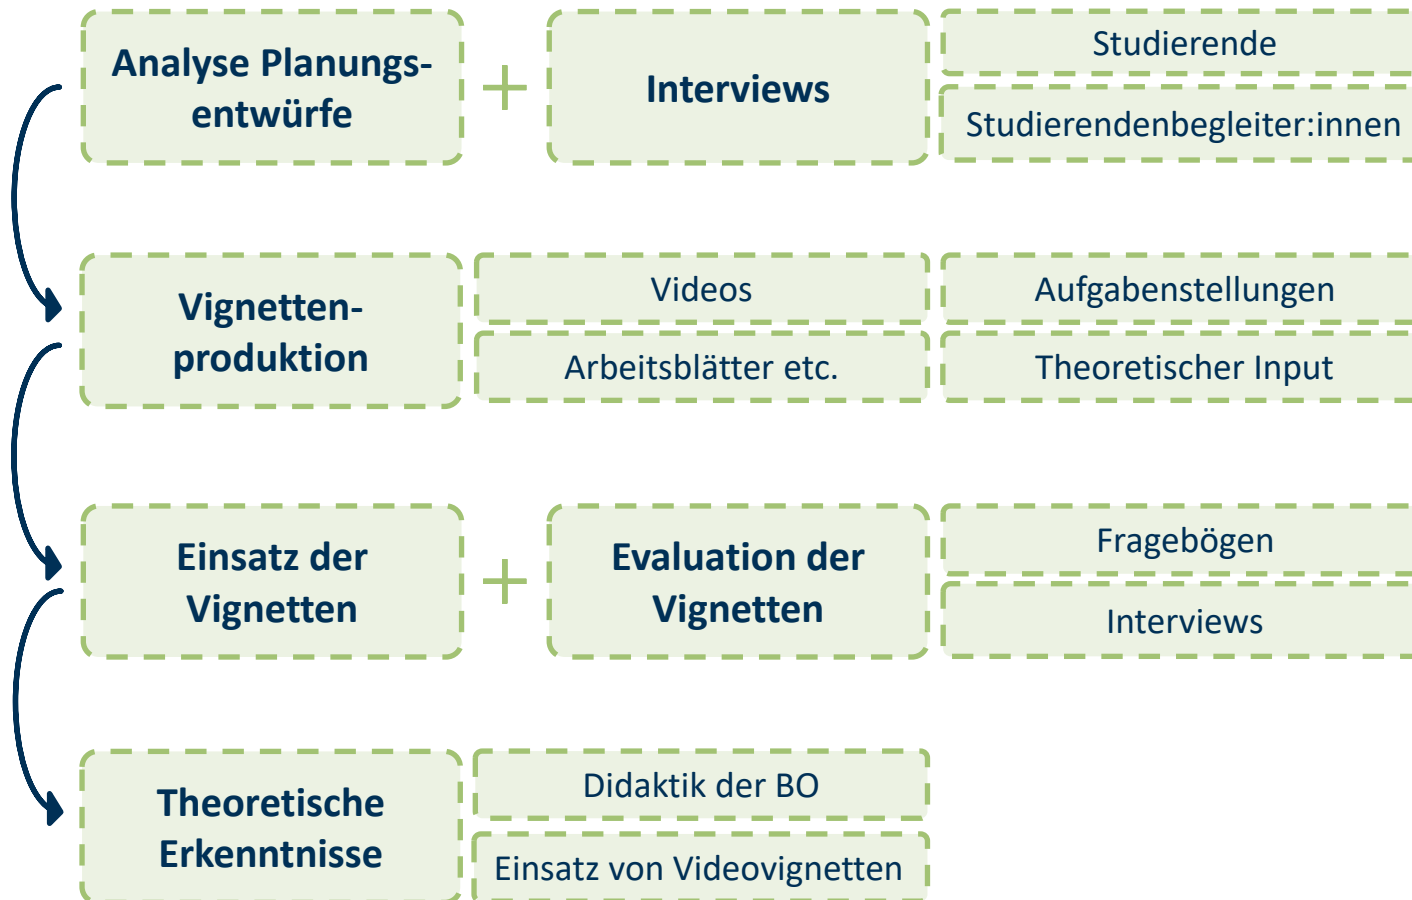 Analyse Planungs-
entwürfe
+
Interviews
Studierende
Studierendenbegleiter:innen
Vignetten-
produktion
Videos
Aufgabenstellungen
Arbeitsblätter etc.
Theoretischer Input
Einsatz der
Vignetten
+
Evaluation der
Vignetten
Fragebögen
Interviews
Theoretische
Erkenntnisse
Didaktik der BO
Einsatz von Videovignetten